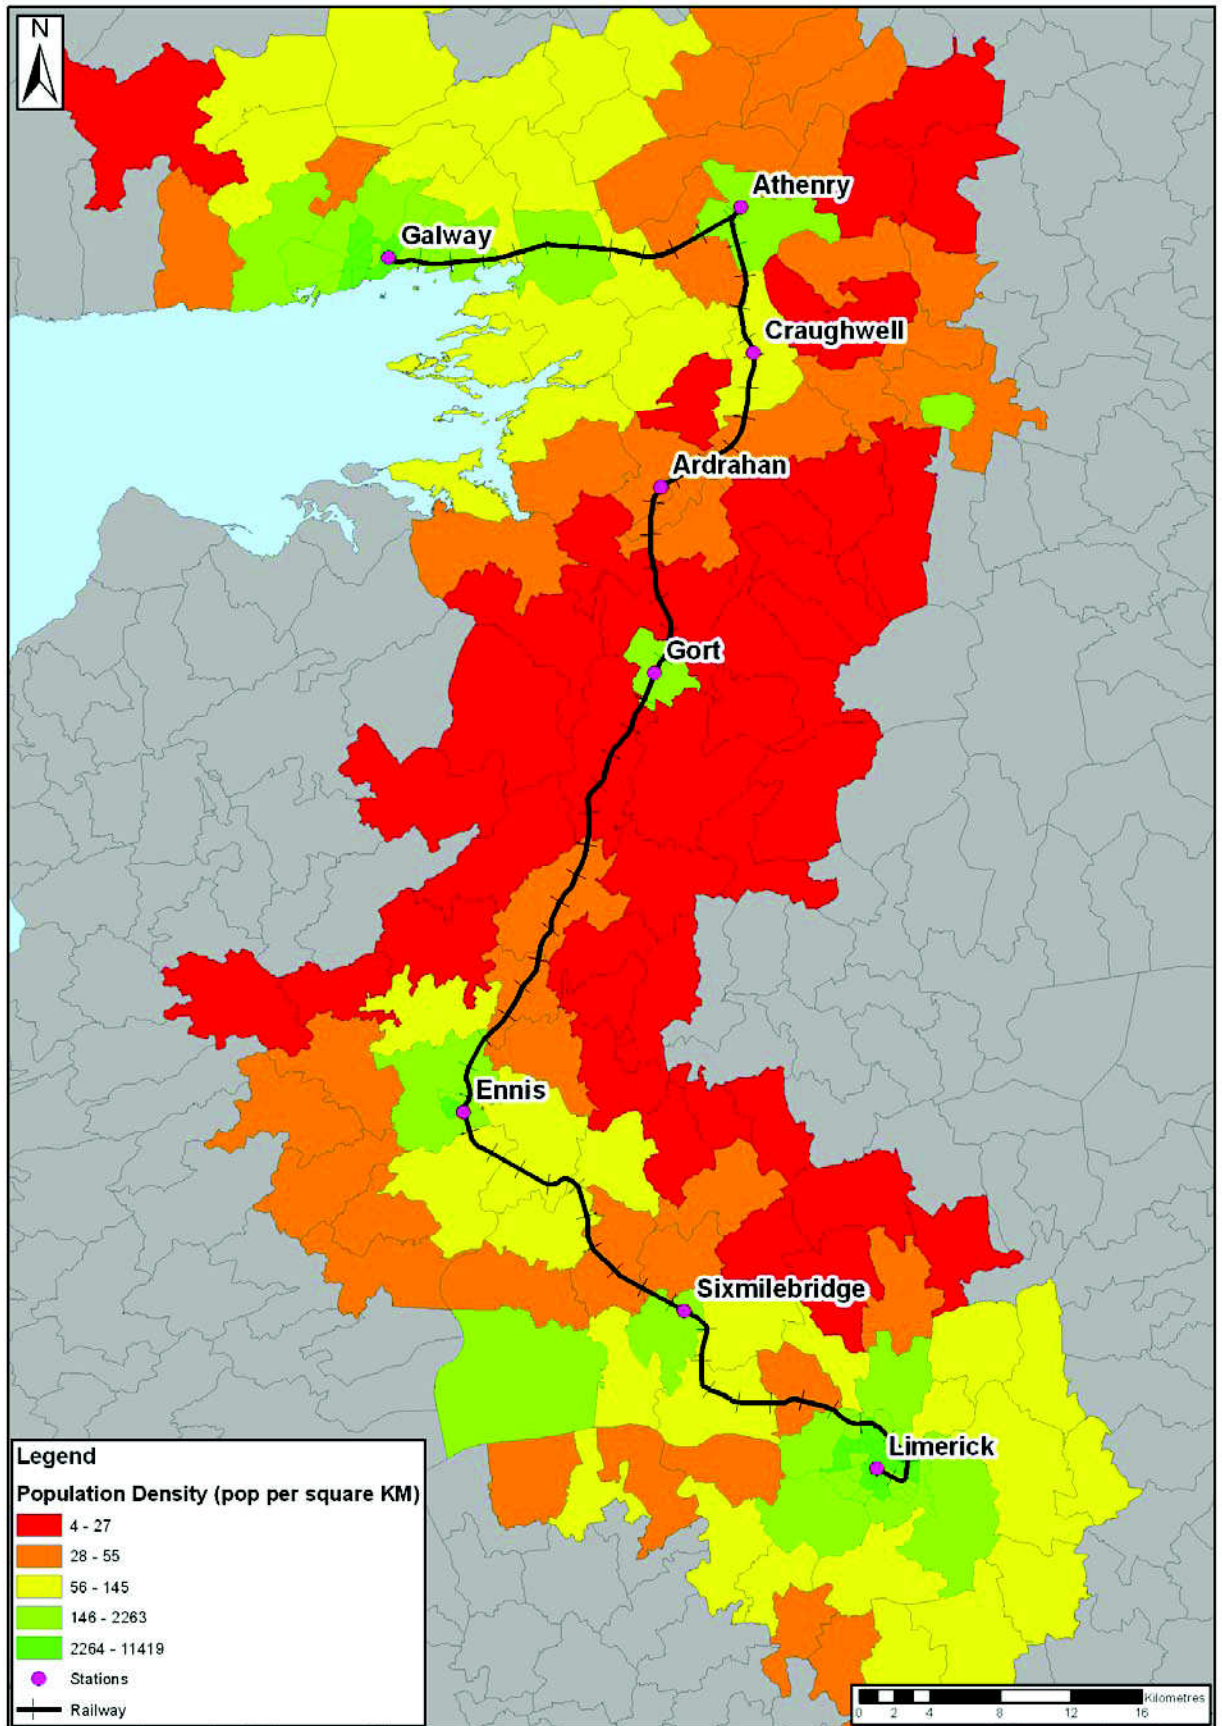 N
Athenry
Galway
Craughwell
Ardrahan
Gort
Ennis
Sixmilebridge
Limerick
Legend
Population Density (pop per square KM)
4 - 27
28 - 55
56 - 145
146 - 2263
2264 - 11419
Stations
Railway
Kilometres
0 2 4 8 12 16